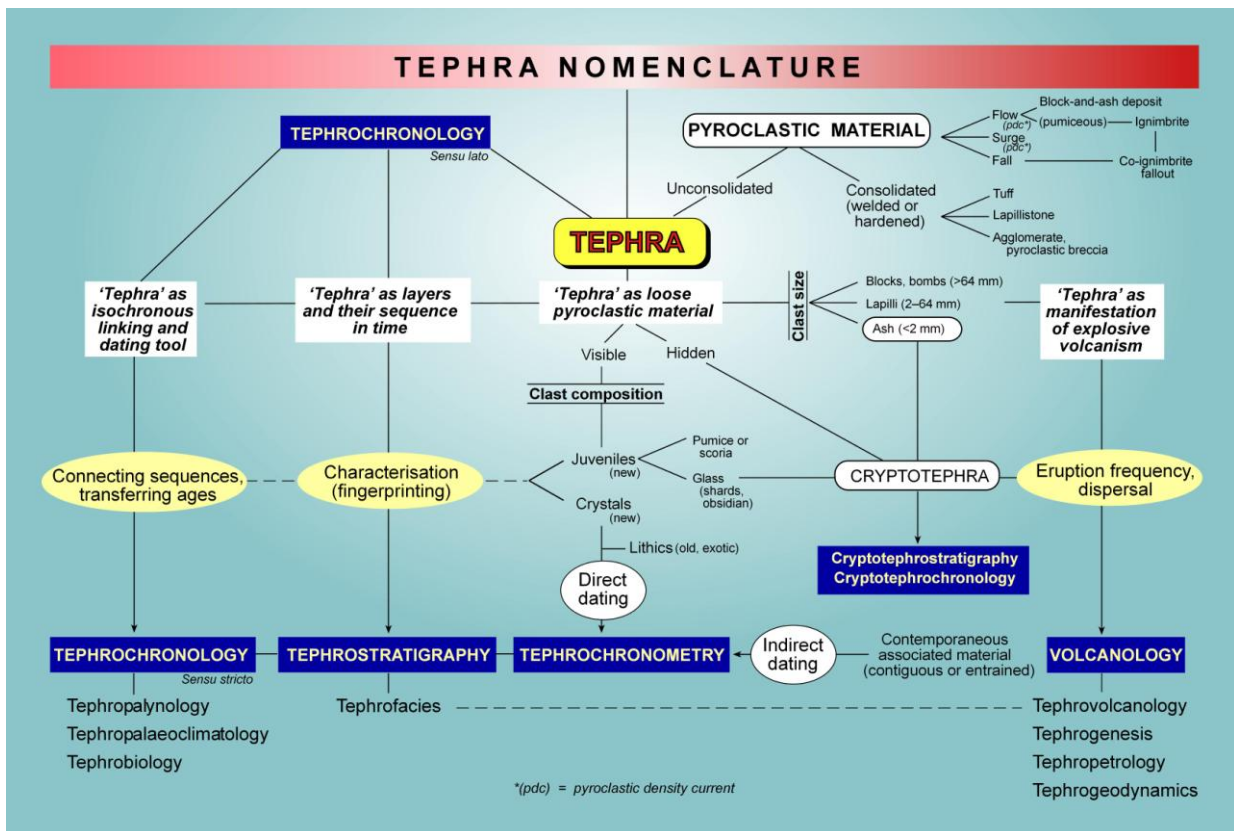 TEPHRA NOMENCLATURE
TEPHROCHRONOLOGY
Sensu lato
PYROCLASTIC MATERIAL
Flow
(pdc*)
Surge
(pdc*)
Fall
Block-and-ash deposit
(pumiceous)
Ignimbrite
Co-ignimbrite
fallout
Unconsolidated
Consolidated
(welded or
hardened)
Tuff
Lapillistone
Agglomerate,
pyroclastic breccia
TEPHRA
'Tephra' as
isochronous
linking and
dating tool
'Tephra' as layers
and their sequence
in time
'Tephra' as loose
pyroclastic material
Clast size
Blocks, bombs (>64 mm)
Lapilli (2–64 mm)
Ash (<2 mm)
'Tephra' as
manifestation
of explosive
volcanism
Visible
Hidden
Clast composition
Juveniles
(new)
Pumice or
scoria
Glass
(shards,
obsidian)
Crystals
(new)
Lithics (old, exotic)
Connecting sequences,
transferring ages
Characterisation
(fingerprinting)
CRYPTOTEPHRA
Eruption frequency,
dispersal
Cryptotephrostratigraphy
Cryptotephrochronology
Direct
dating
TEPHROCHRONOLOGY
Sensu stricto
TEPHROSTRATIGRAPHY
TEPHROCHRONOMETRY
Indirect
dating
Contemporaneous
associated material
(contiguous or entrained)
VOLCANOLOGY
Tephropalynology
Tephropalaeoclimatology
Tephrobiology
Tephrofacies
Tephrovolcanology
Tephrogenesis
Tephropetrology
Tephrogeodynamics
*(pdc) = pyroclastic density current